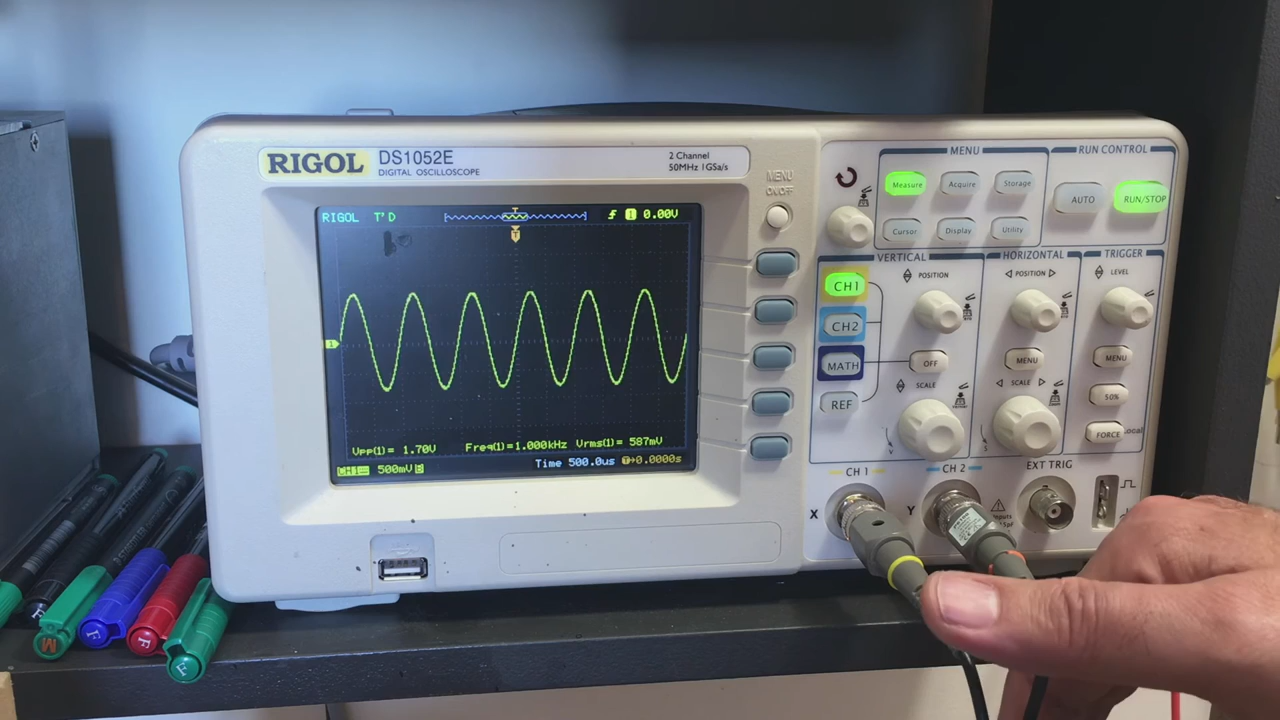 RIGOL DS1052E
DIGITAL OSCILLOSCOPE
2 Channel
50MHz 1GSa/s
MENU
ON/OFF
RIGOL T'D
T
1 0.00V
T
1
Vpp(1)= 1.70V Freq(1)=1.000kHz Vrms(1)= 587mV
CH1 500mV B Time 500.0us T→0.0000s
MENU
Measure Acquire Storage
Cursor Display Utility
RUN CONTROL
AUTO RUN/STOP
VERTICAL
POSITION
CH1
CH2
MATH
REF
OFF
SCALE
HORIZONTAL
POSITION
MENU
SCALE
TRIGGER
LEVEL
MENU
50%
FORCE Local
CH 1 CH 2 EXT TRIG
X Y
M
F
F
F